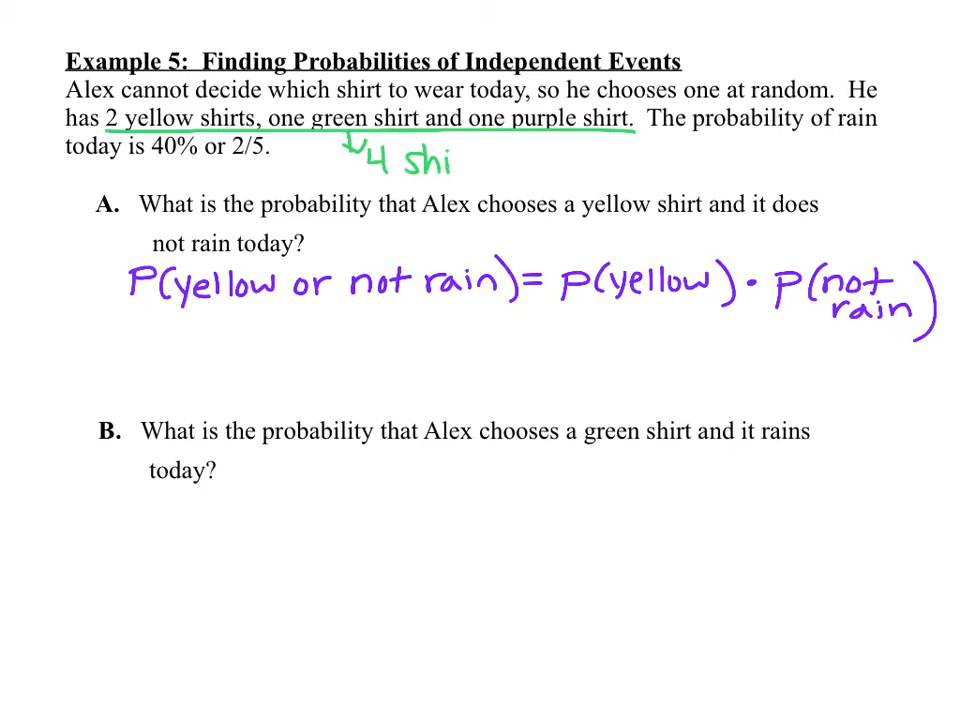 Example 5: Finding Probabilities of Independent Events
Alex cannot decide which shirt to wear today, so he chooses one at random. He
has 2 yellow shirts, one green shirt and one purple shirt. The probability of rain
today is 40% or 2/5.
4 shi
A. What is the probability that Alex chooses a yellow shirt and it does
not rain today?
P(yellow or not rain) = P(yellow) • P(not
rain)
B. What is the probability that Alex chooses a green shirt and it rains
today?